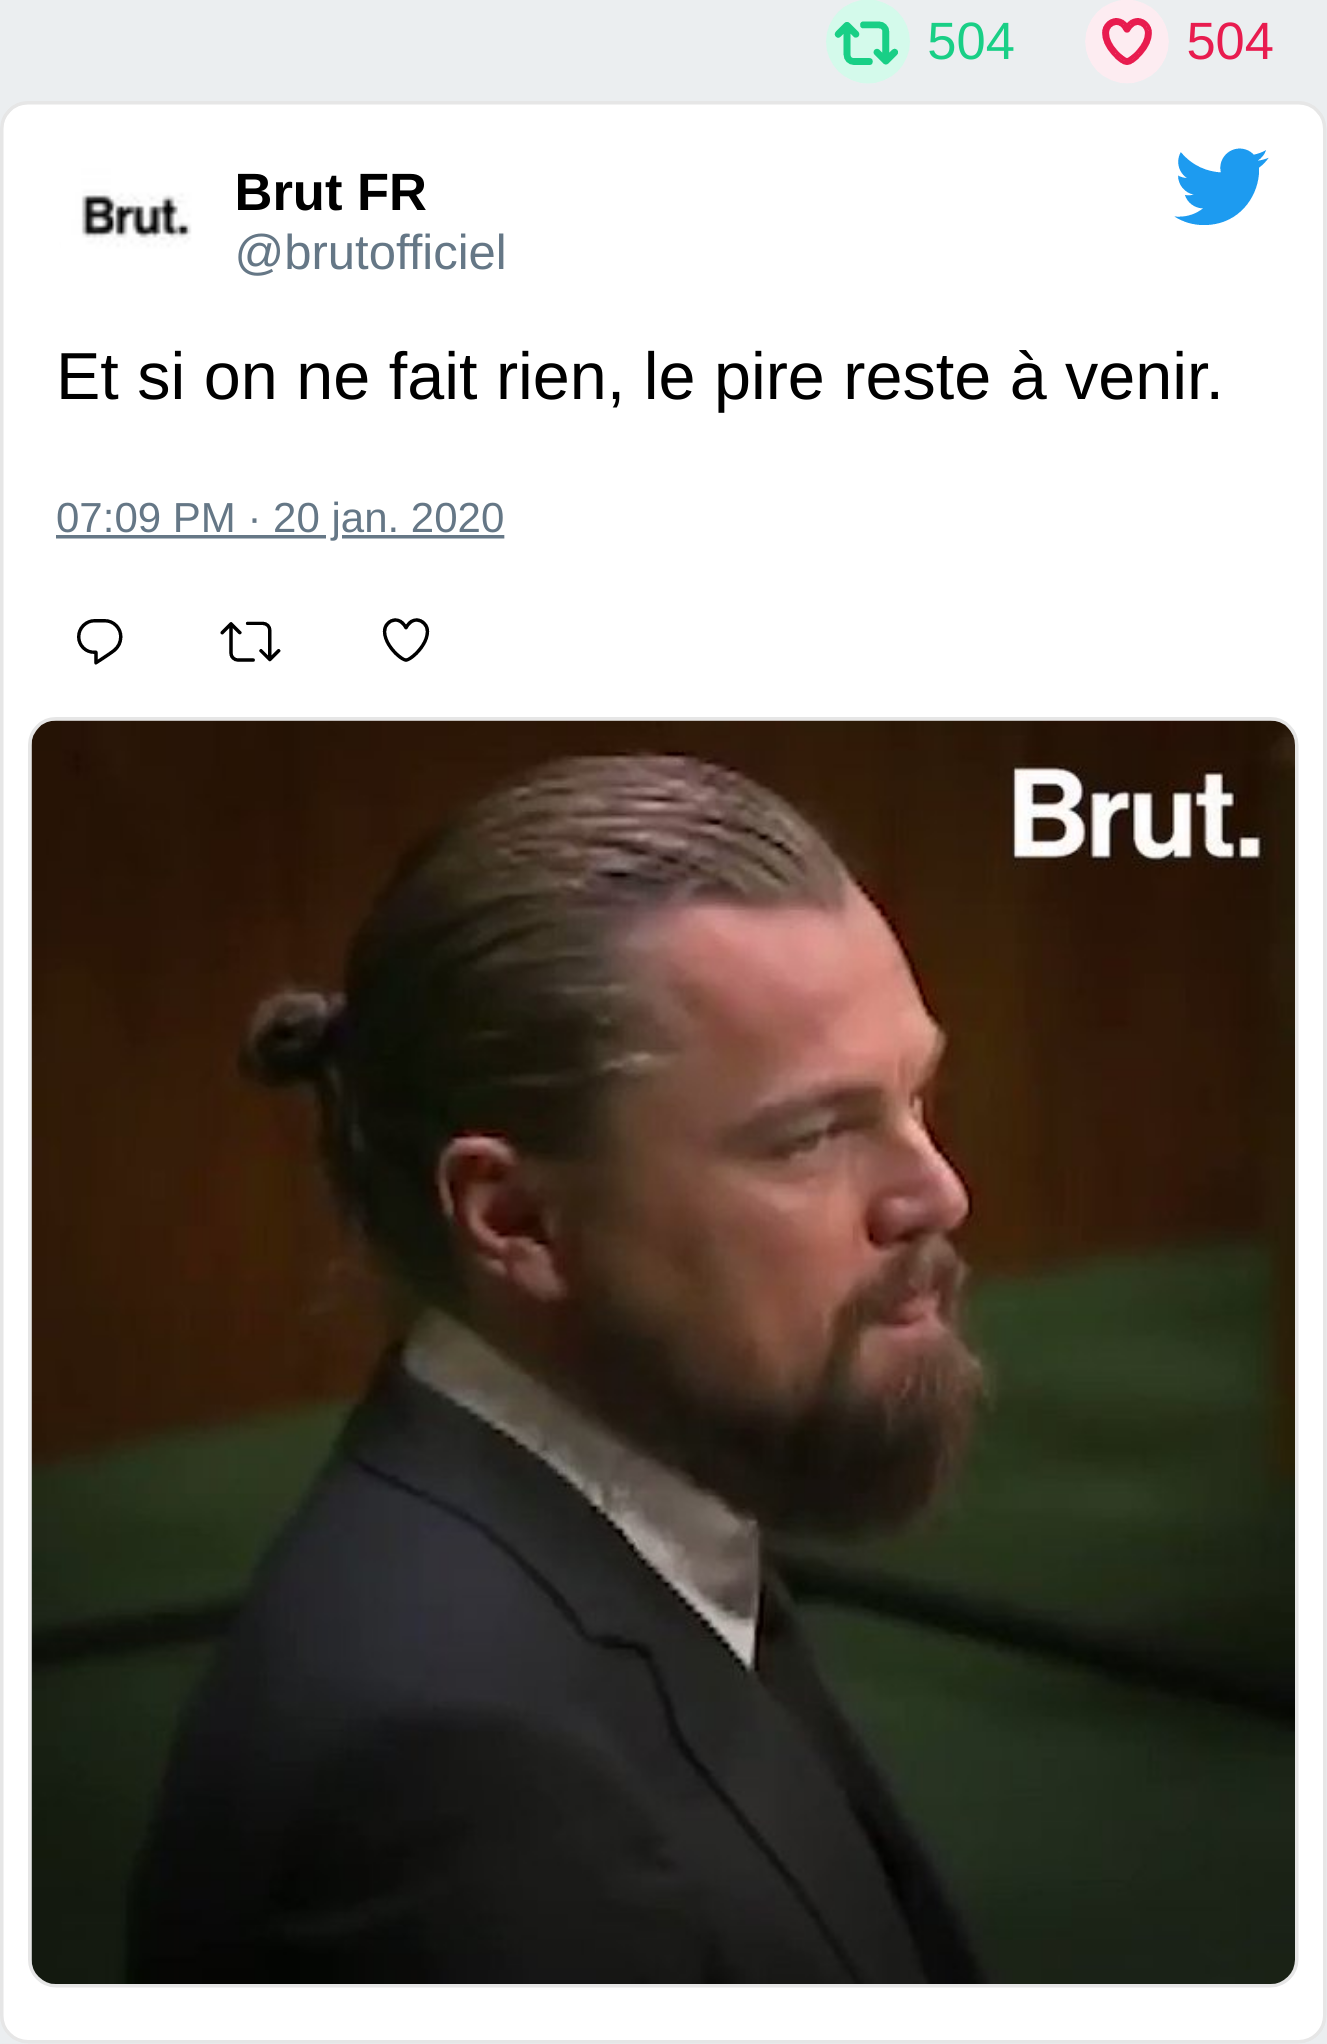 504 504
Brut.
Brut FR
@brutofficiel
Et si on ne fait rien, le pire reste à venir.
07:09 PM · 20 jan. 2020
Brut.